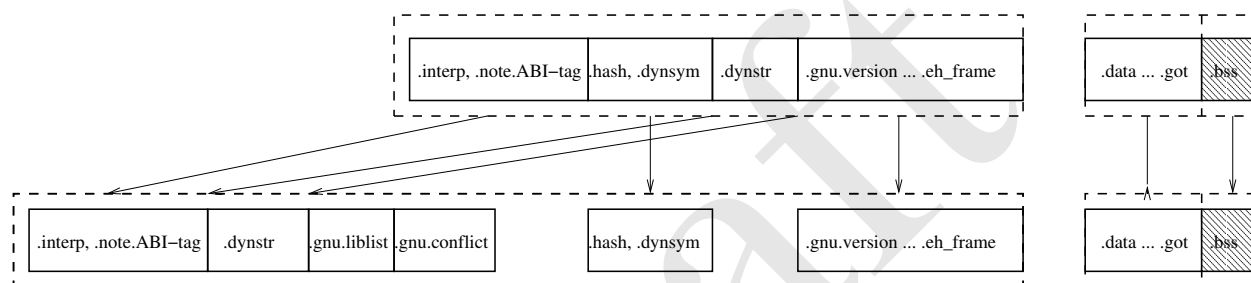 .interp, .note.ABI−tag .hash, .dynsym .dynstr .gnu.version ... .eh_frame .data ... .got .bss
.interp, .note.ABI−tag .dynstr .gnu.liblist .gnu.conflict .hash, .dynsym .gnu.version ... .eh_frame .data ... .got .bss